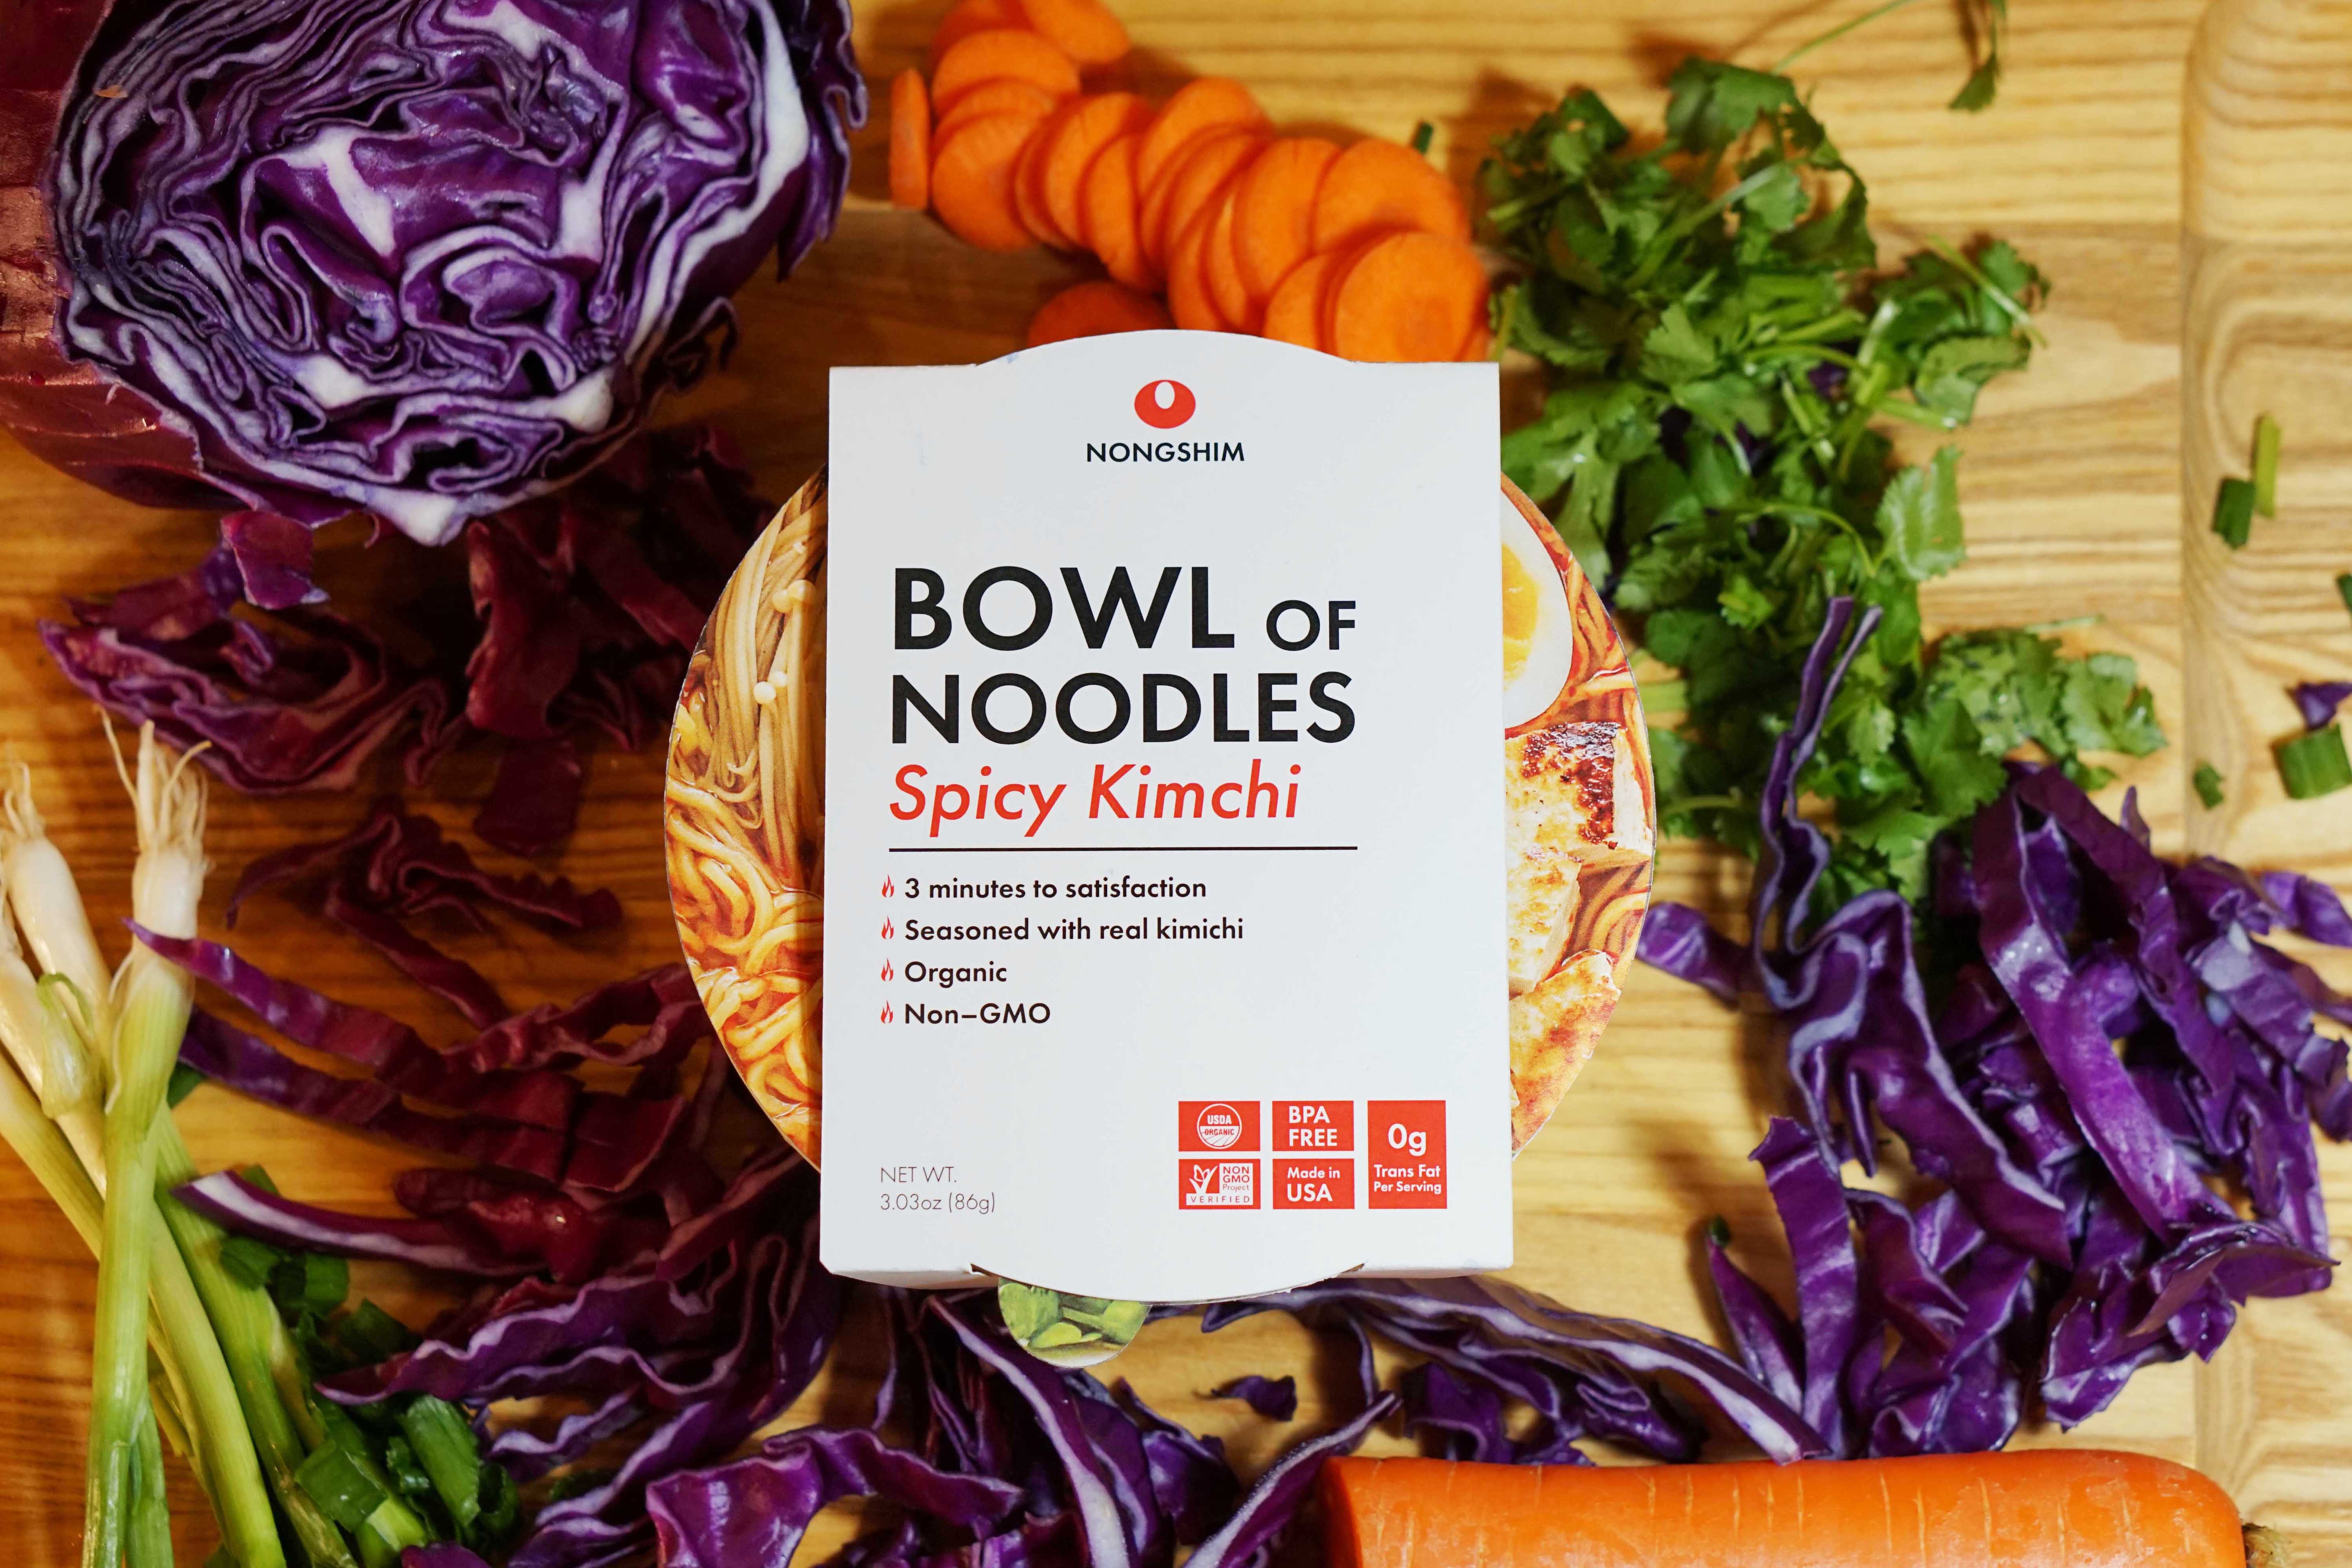 NONGSHIM
BOWL OF
NOODLES
Spicy Kimchi
3 minutes to satisfaction
Seasoned with real kimichi
Organic
Non-GMO
NET WT.
3.03oz (86g)
USDA
ORGANIC
BPA
FREE
NON
GMO
Project
VERIFIED
Made in
USA
0g
Trans Fat
Per Serving